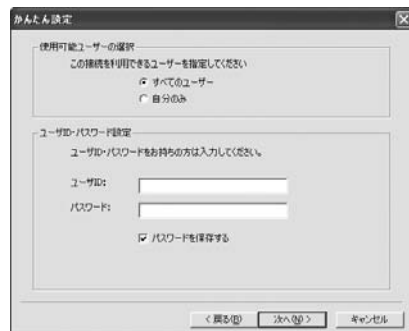 かんたん設定
使用可能ユーザーの選択
この接続を利用できるユーザーを指定してください
すべてのユーザー
自分のみ
ユーザID・パスワード設定
ユーザID・パスワードをお持ちの方は入力してください。
ユーザID:
パスワード:
パスワードを保存する
< 戻る(B)
次へ(N) >
キャンセル